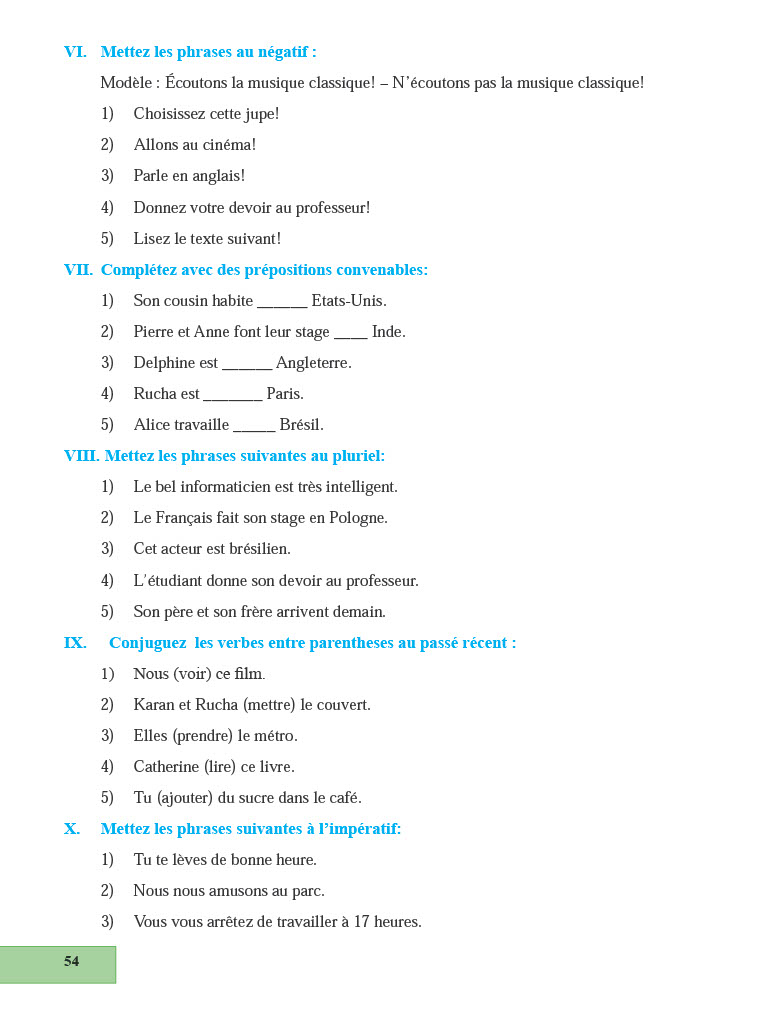 VI. Mettez les phrases au négatif :
Modèle : Écoutons la musique classique! – N’écoutons pas la musique classique!
1) Choisissez cette jupe!
2) Allons au cinéma!
3) Parle en anglais!
4) Donnez votre devoir au professeur!
5) Lisez le texte suivant!
VII. Complétez avec des prépositions convenables:
1) Son cousin habite ______ Etats-Unis.
2) Pierre et Anne font leur stage ____ Inde.
3) Delphine est ______ Angleterre.
4) Rucha est _______ Paris.
5) Alice travaille _____ Brésil.
VIII. Mettez les phrases suivantes au pluriel:
1) Le bel informaticien est très intelligent.
2) Le Français fait son stage en Pologne.
3) Cet acteur est brésilien.
4) L’étudiant donne son devoir au professeur.
5) Son père et son frère arrivent demain.
IX. Conjuguez les verbes entre parentheses au passé récent :
1) Nous (voir) ce film.
2) Karan et Rucha (mettre) le couvert.
3) Elles (prendre) le métro.
4) Catherine (lire) ce livre.
5) Tu (ajouter) du sucre dans le café.
X. Mettez les phrases suivantes à l’impératif:
1) Tu te lèves de bonne heure.
2) Nous nous amusons au parc.
3) Vous vous arrêtez de travailler à 17 heures.
54